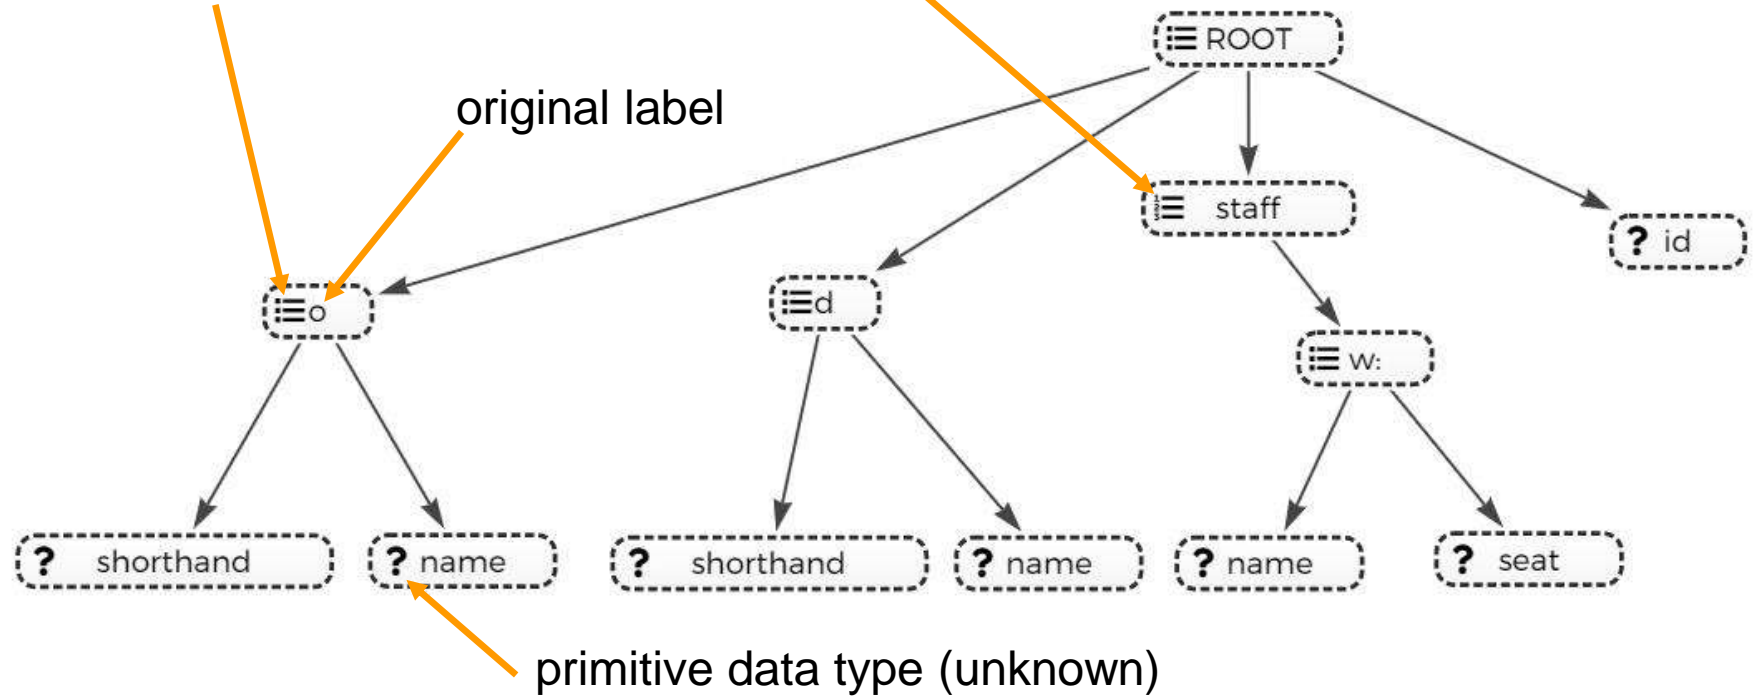 ROOT
original label
staff
? id
o
d
w:
? shorthand
? name
? shorthand
? name
? name
? seat
primitive data type (unknown)